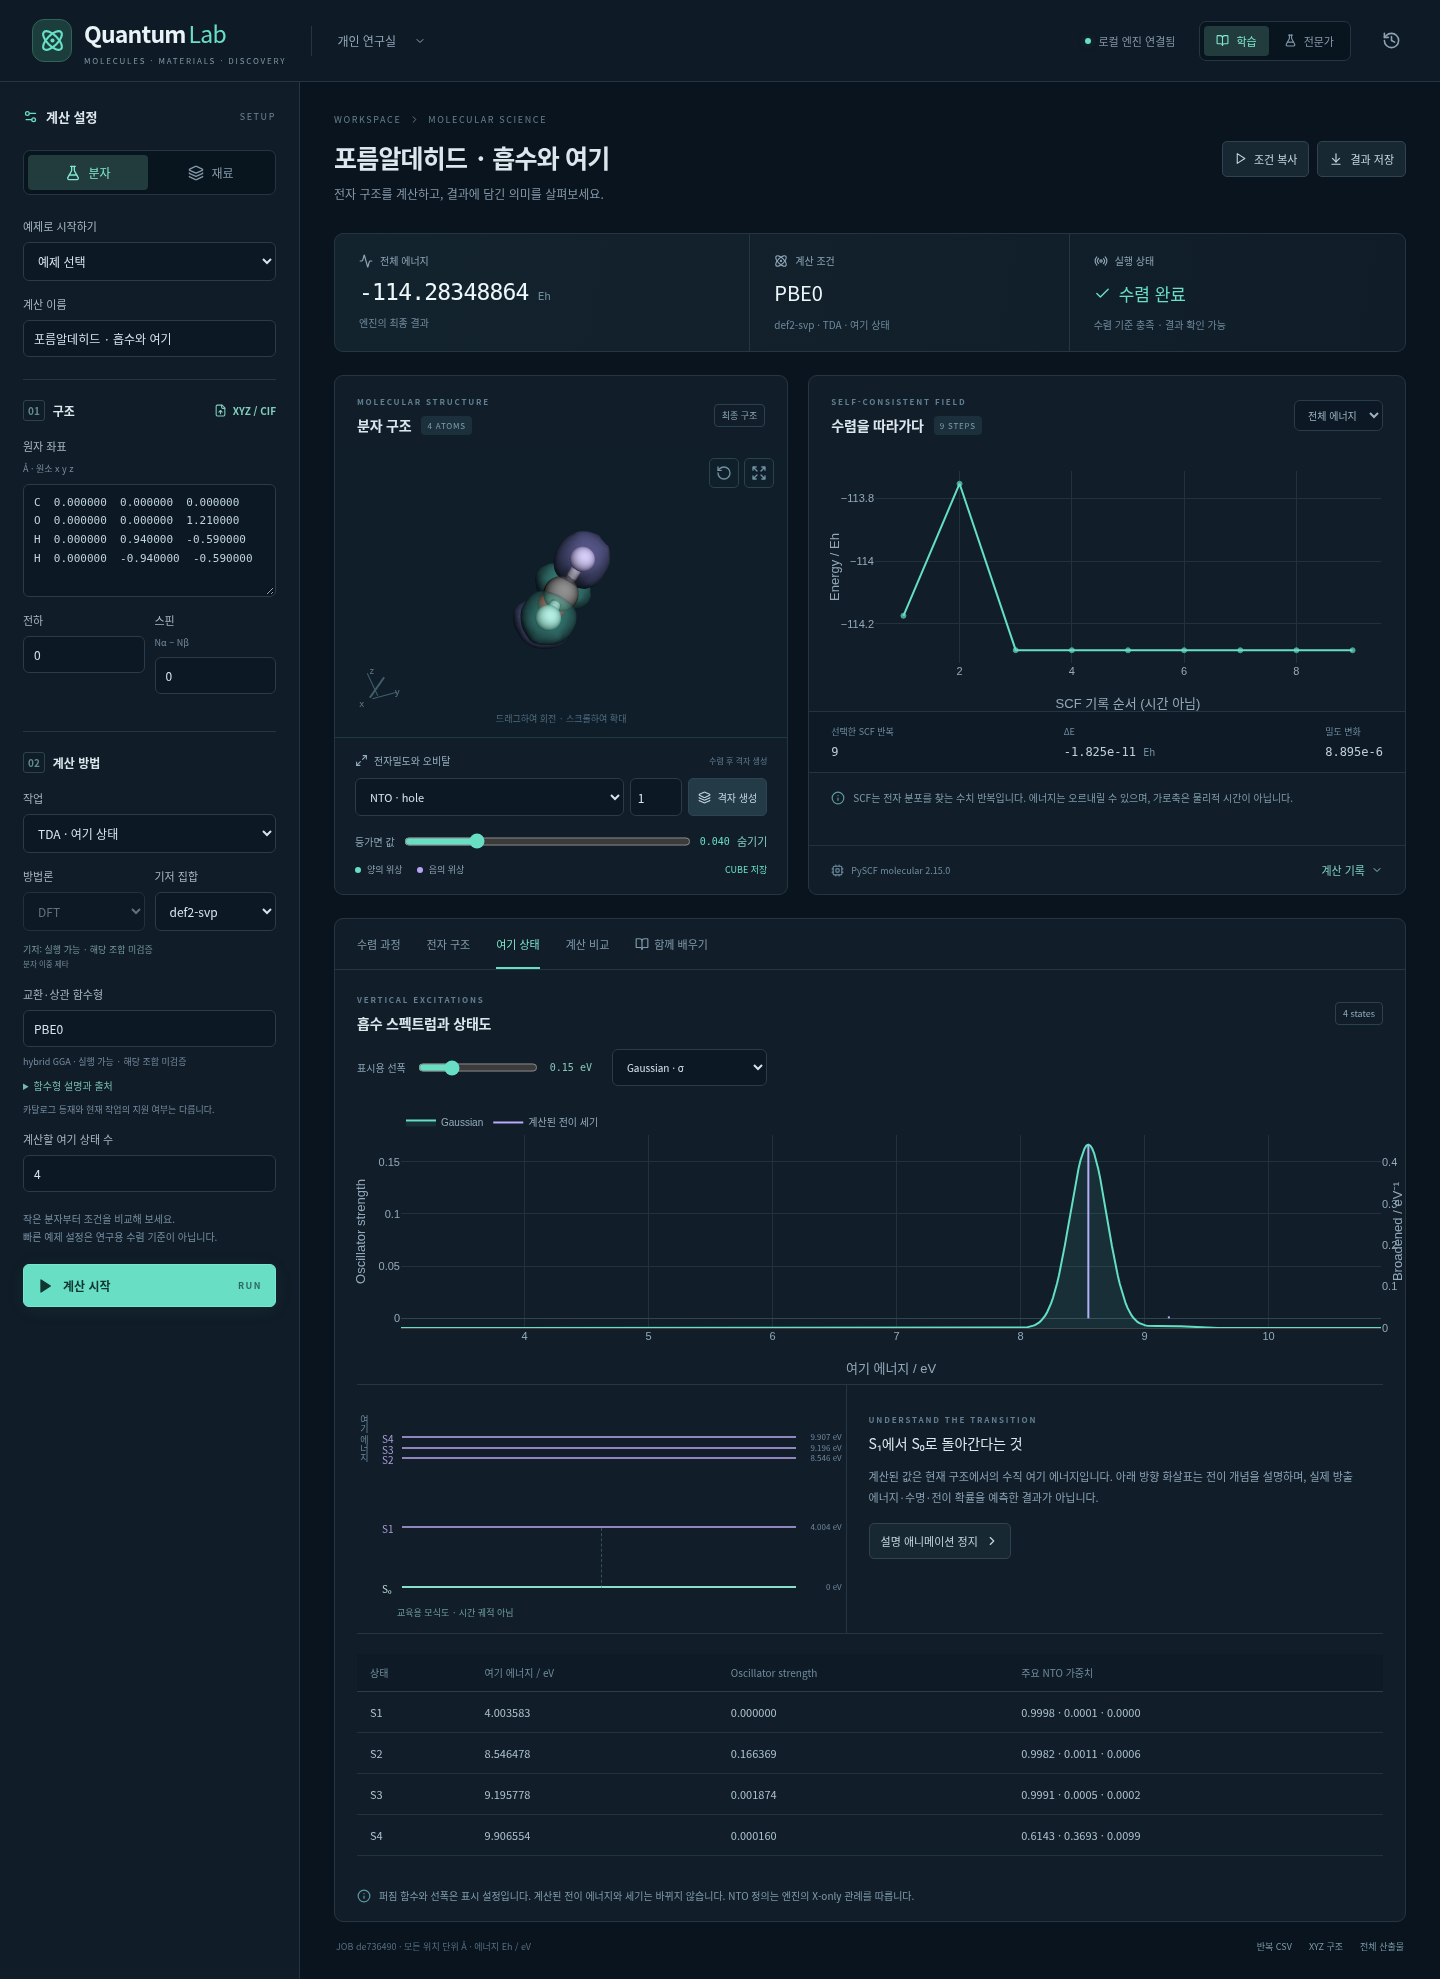 Quantum Lab
MOLECULES · MATERIALS · DISCOVERY
개인 연구실
로컬 엔진 연결됨
학습
전문가
계산 설정
SETUP
분자
재료
예제로 시작하기
예제 선택
계산 이름
포름알데히드 · 흡수와 여기
01 구조
XYZ / CIF
원자 좌표
Å · 원소 x y z
C 0.000000 0.000000 0.000000
O 0.000000 0.000000 1.210000
H 0.000000 0.940000 -0.590000
H 0.000000 -0.940000 -0.590000
전하
스핀
Nα − Nβ
0
0
02 계산 방법
작업
TDA · 여기 상태
방법론
기저 집합
DFT
def2-svp
기저: 실행 가능 · 해당 조합 미검증
분자 이중 제타
교환·상관 함수형
PBE0
hybrid GGA · 실행 가능 · 해당 조합 미검증
함수형 설명과 출처
카탈로그 등재와 현재 작업의 지원 여부는 다릅니다.
계산할 여기 상태 수
4
작은 분자부터 조건을 비교해 보세요.
빠른 예제 설정은 연구용 수렴 기준이 아닙니다.
계산 시작
RUN
WORKSPACE > MOLECULAR SCIENCE
포름알데히드 · 흡수와 여기
전자 구조를 계산하고, 결과에 담긴 의미를 살펴보세요.
조건 복사
결과 저장
전체 에너지
-114.28348864 Eh
엔진의 최종 결과
계산 조건
PBE0
def2-svp · TDA · 여기 상태
실행 상태
수렴 완료
수렴 기준 충족 · 결과 확인 가능
MOLECULAR STRUCTURE
분자 구조
4 ATOMS
최종 구조
z
y
x
드래그하여 회전 · 스크롤하여 확대
전자밀도와 오비탈
수렴 후 격자 생성
NTO · hole
1
격자 생성
등가면 값
0.040
숨기기
양의 위상
음의 위상
CUBE 저장
SELF-CONSISTENT FIELD
수렴을 따라가다
9 STEPS
전체 에너지
Energy / Eh
−113.8
−114
−114.2
2
4
6
8
SCF 기록 순서 (시간 아님)
선택한 SCF 반복
9
ΔE
-1.825e-11 Eh
밀도 변화
8.895e-6
SCF는 전자 분포를 찾는 수치 반복입니다. 에너지는 오르내릴 수 있으며, 가로축은 물리적 시간이 아닙니다.
PySCF molecular 2.15.0
계산 기록
수렴 과정
전자 구조
여기 상태
계산 비교
함께 배우기
VERTICAL EXCITATIONS
흡수 스펙트럼과 상태도
4 states
표시용 선폭
0.15 eV
Gaussian · σ
Gaussian
계산된 전이 세기
Oscillator strength
0.15
0.1
0.05
0
4
5
6
7
8
9
10
0.4
0.3
0.2
0.1
0
Broadened / eV⁻¹
여기 에너지 / eV
여기 에너지
S4
9.907 eV
S3
9.196 eV
S2
8.546 eV
S1
4.004 eV
S₀
0 eV
교육용 모식도 · 시간 궤적 아님
UNDERSTAND THE TRANSITION
S₁에서 S₀로 돌아간다는 것
계산된 값은 현재 구조에서의 수직 여기 에너지입니다. 아래 방향 화살표는 전이 개념을 설명하며, 실제 방출
에너지·수명·전이 확률을 예측한 결과가 아닙니다.
설명 애니메이션 정지
상태 여기 에너지 / eV Oscillator strength 주요 NTO 가중치
S1 4.003583 0.000000 0.9998 · 0.0001 · 0.0000
S2 8.546478 0.166369 0.9982 · 0.0011 · 0.0006
S3 9.195778 0.001874 0.9991 · 0.0005 · 0.0002
S4 9.906554 0.000160 0.6143 · 0.3693 · 0.0099
퍼짐 함수와 선폭은 표시 설정입니다. 계산된 전이 에너지와 세기는 바뀌지 않습니다. NTO 정의는 엔진의 X-only 관례를 따릅니다.
JOB de736490 · 모든 위치 단위 Å · 에너지 Eh / eV
반복 CSV
XYZ 구조
전체 산출물